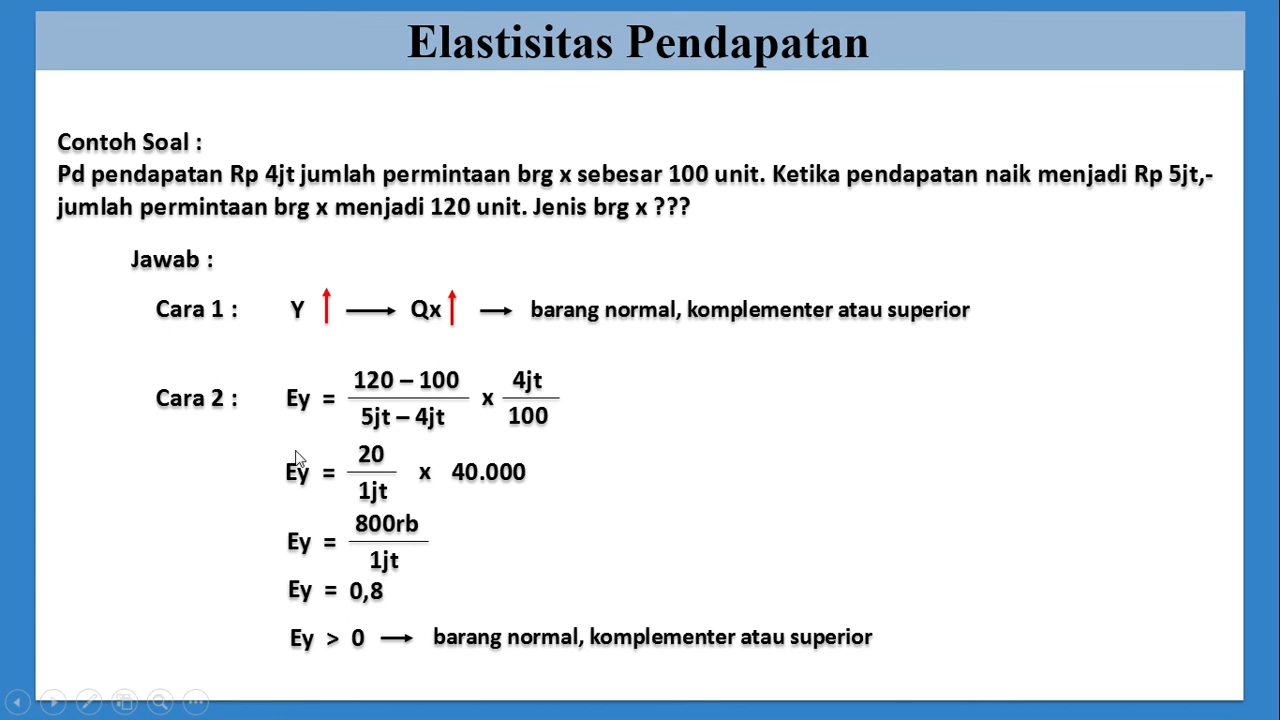 Elastisitas Pendapatan
Contoh Soal :
Pd pendapatan Rp 4jt jumlah permintaan brg x sebesar 100 unit. Ketika pendapatan naik menjadi Rp 5jt,-
jumlah permintaan brg x menjadi 120 unit. Jenis brg x ???
Jawab :
Cara 1 : Y ↑ → Qx ↑ → barang normal, komplementer atau superior
120 – 100 4jt
Cara 2 : Ey = x
5jt – 4jt 100
20
Ey = x 40.000
1jt
800rb
Ey =
1jt
Ey = 0,8
Ey > 0 → barang normal, komplementer atau superior